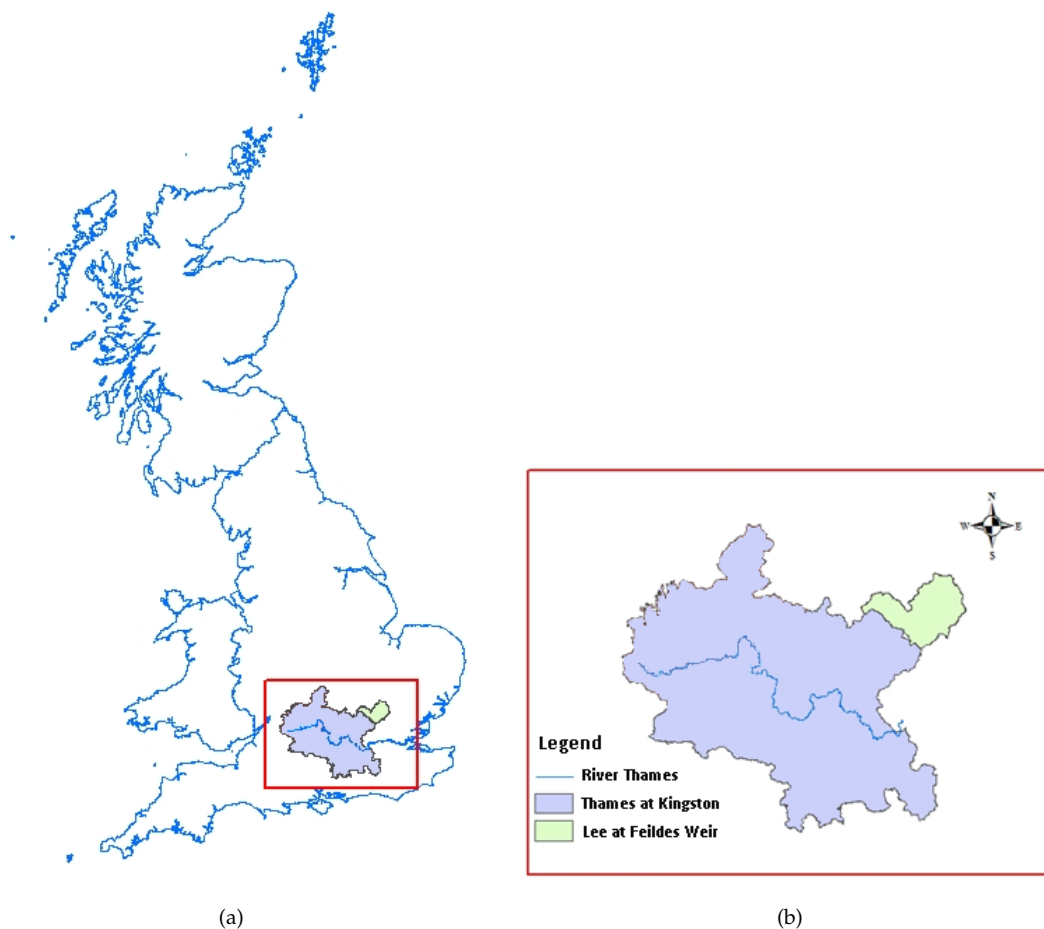 N
W E
S
Legend
River Thames
Thames at Kingston
Lee at Feildes Weir
(a) (b)